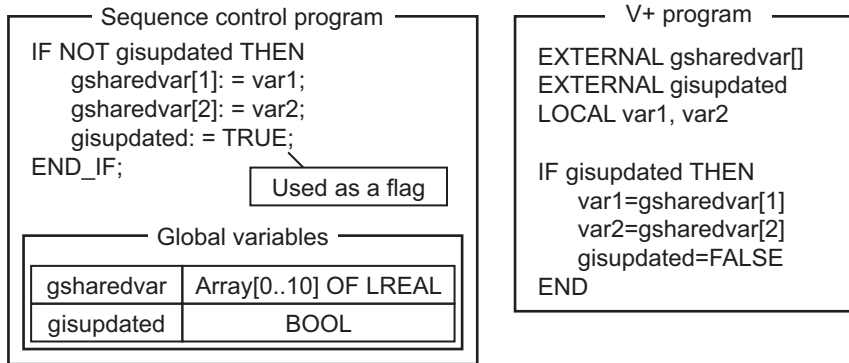 Sequence control program
IF NOT gisupdated THEN
gsharedvar[1]: = var1;
gsharedvar[2]: = var2;
gisupdated: = TRUE;
END_IF;
Used as a flag
Global variables
gsharedvar Array[0..10] OF LREAL
gisupdated BOOL
V+ program
EXTERNAL gsharedvar[]
EXTERNAL gisupdated
LOCAL var1, var2
IF gisupdated THEN
var1=gsharedvar[1]
var2=gsharedvar[2]
gisupdated=FALSE
END